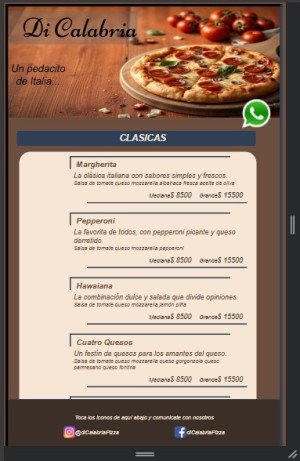 Di Calabria
Un pedacito
de Italia...
CLASICAS
Margherita
La clásica italiana con sabores simples y frescos.
Salsa de tomate queso mozzarella albahaca fresca aceite de oliva
Mediana$ 8500 Grande$ 15500
Pepperoni
La favorita de todos, con pepperoni picante y queso
derretido.
Salsa de tomate queso mozzarella pepperoni
Mediana$ 8500 Grande$ 15500
Hawaiana
La combinación dulce y salada que divide opiniones.
Salsa de tomate queso mozzarella jamón piña
Mediana$ 8500 Grande$ 15500
Cuatro Quesos
Un festín de quesos para los amantes del queso.
Salsa de tomate queso mozzarella queso gorgonzola queso
parmesano queso fontina
Mediana$ 8500 Grande$ 15500
Toca los iconos de aquí abajo y comunicate con nosotros
@diCalabriaPizza diCalabriaPizza